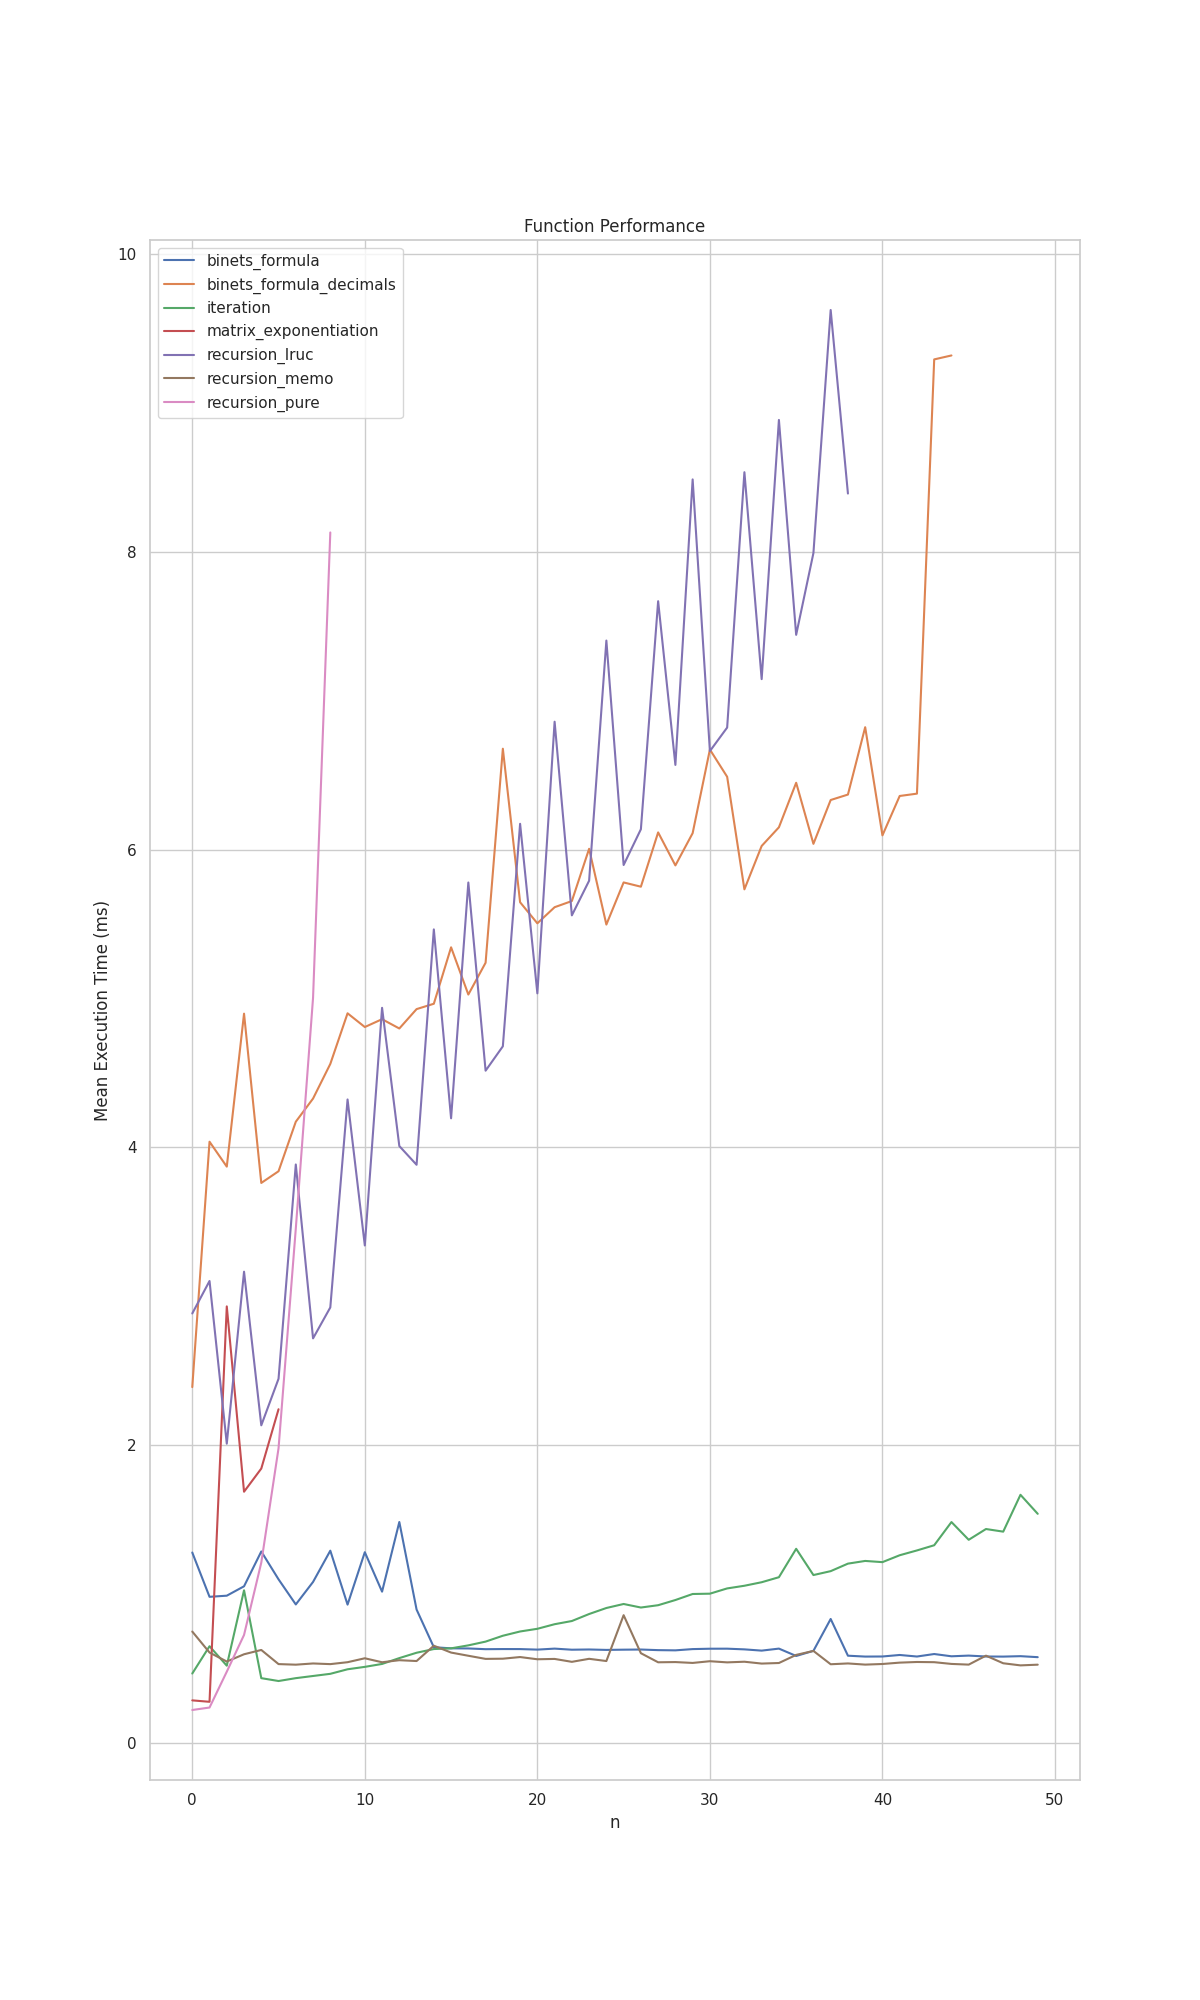 Function Performance
10
binets_formula
binets_formula_decimals
iteration
matrix_exponentiation
recursion_lruc
recursion_memo
recursion_pure
8
6
Mean Execution Time (ms)
4
2
0
0 10 20 30 40 50
n